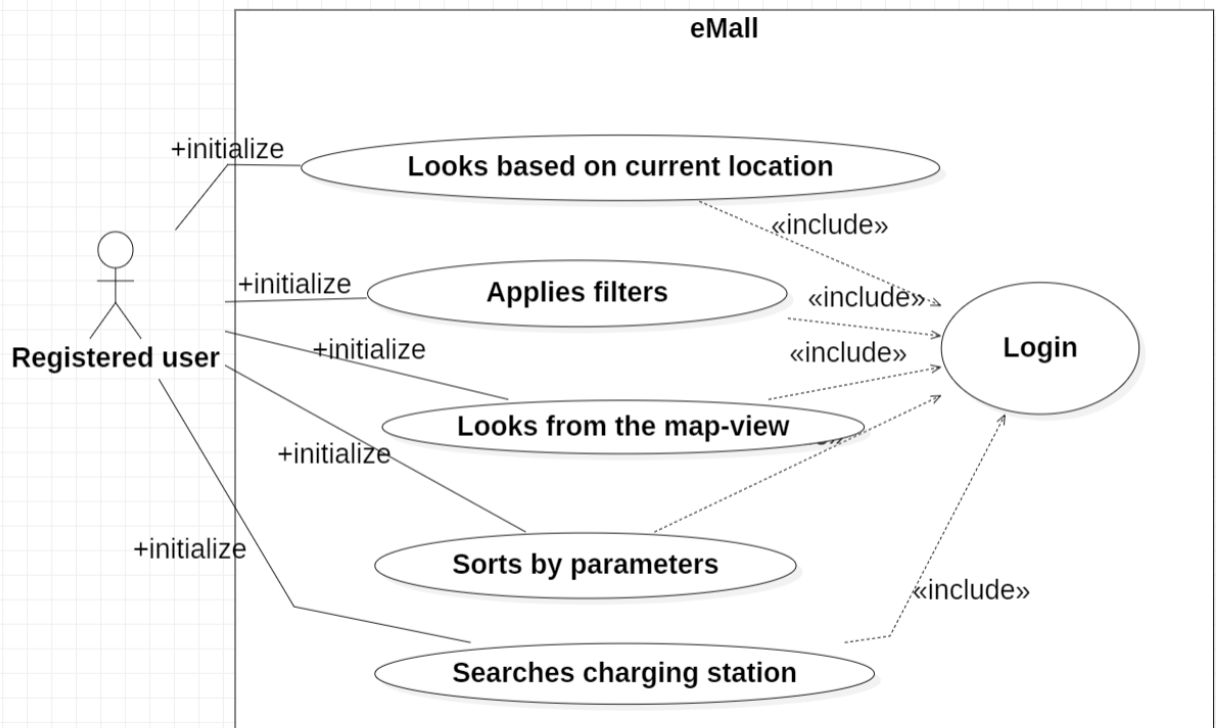 eMall
+initialize
Looks based on current location
«include»
+initialize
Applies filters
«include»
Registered user
+initialize
«include»
Login
Looks from the map-view
+initialize
Sorts by parameters
+initialize
«include»
Searches charging station